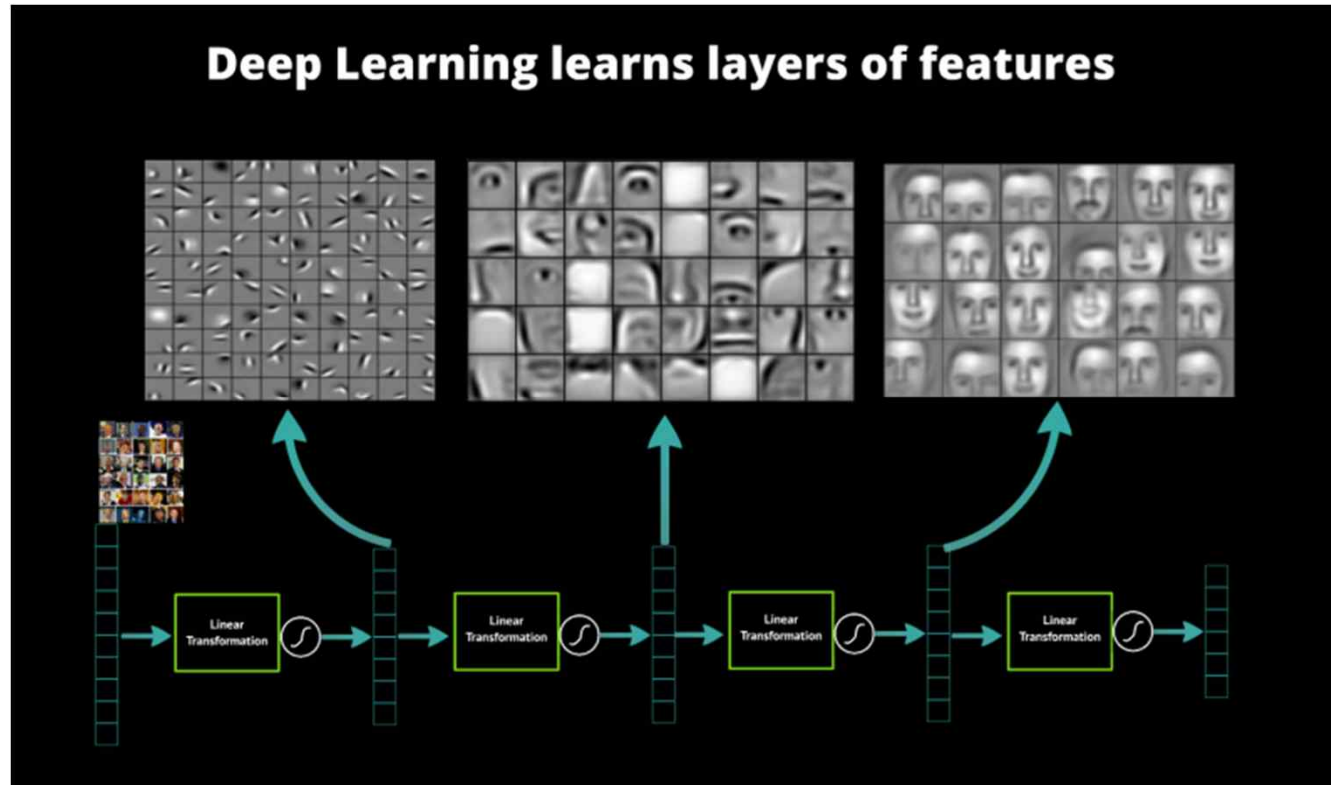 Deep Learning learns layers of features
Linear
Transformation
Linear
Transformation
Linear
Transformation
Linear
Transformation